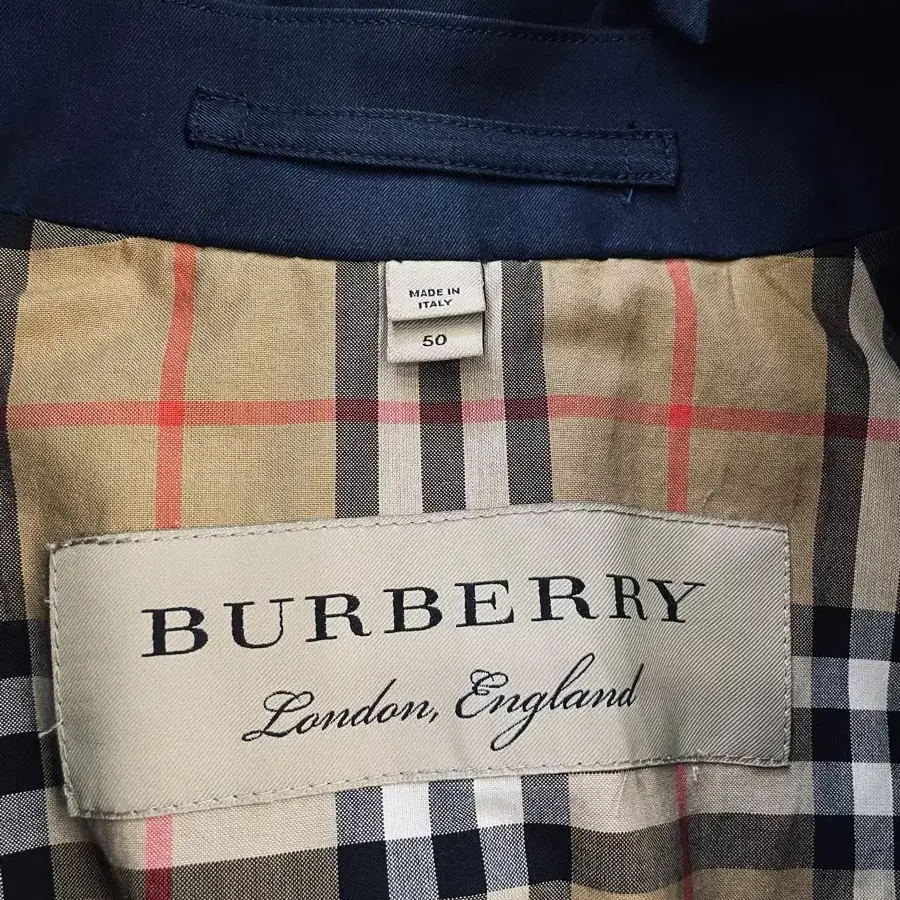 MADE IN
ITALY
50
BURBERRY
London, England